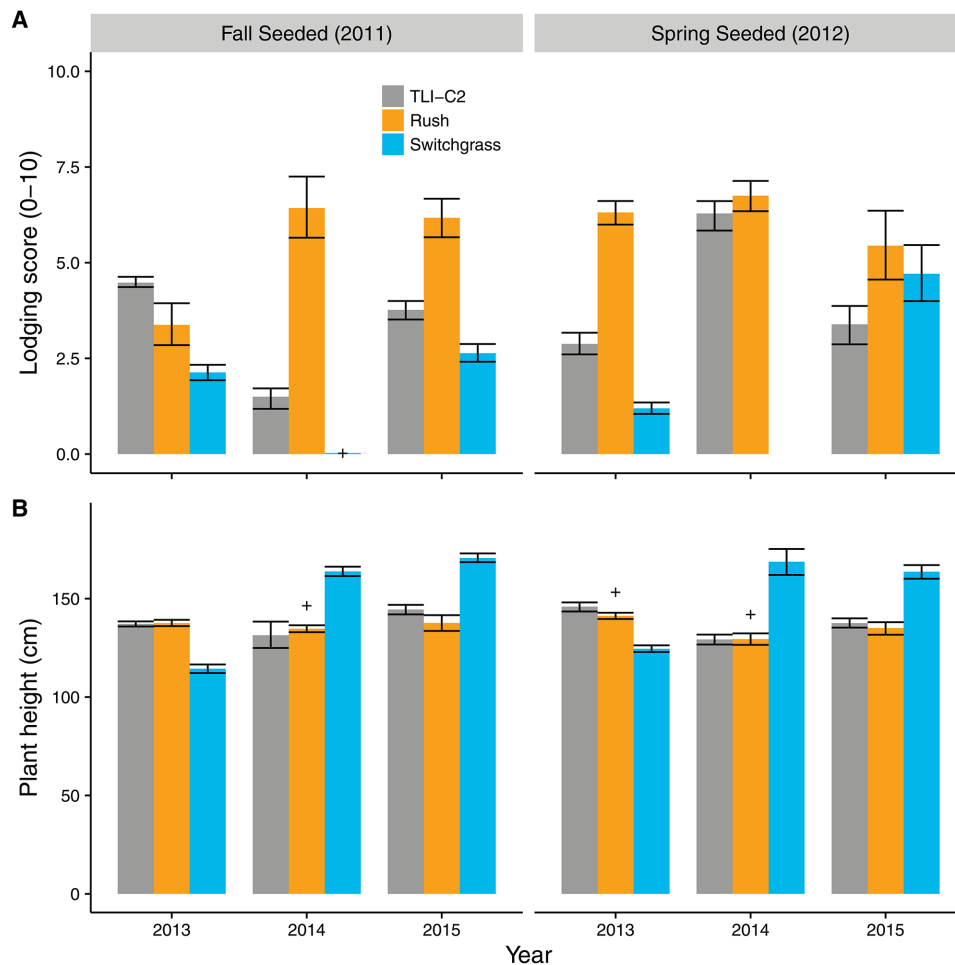 A
Fall Seeded (2011)
Spring Seeded (2012)
Lodging score (0−10)
10.0
7.5
5.0
2.5
0.0
TLI−C2
Rush
Switchgrass
+
B
Plant height (cm)
150
100
50
0
+
+
+
2013
2014
2015
2013
2014
2015
Year